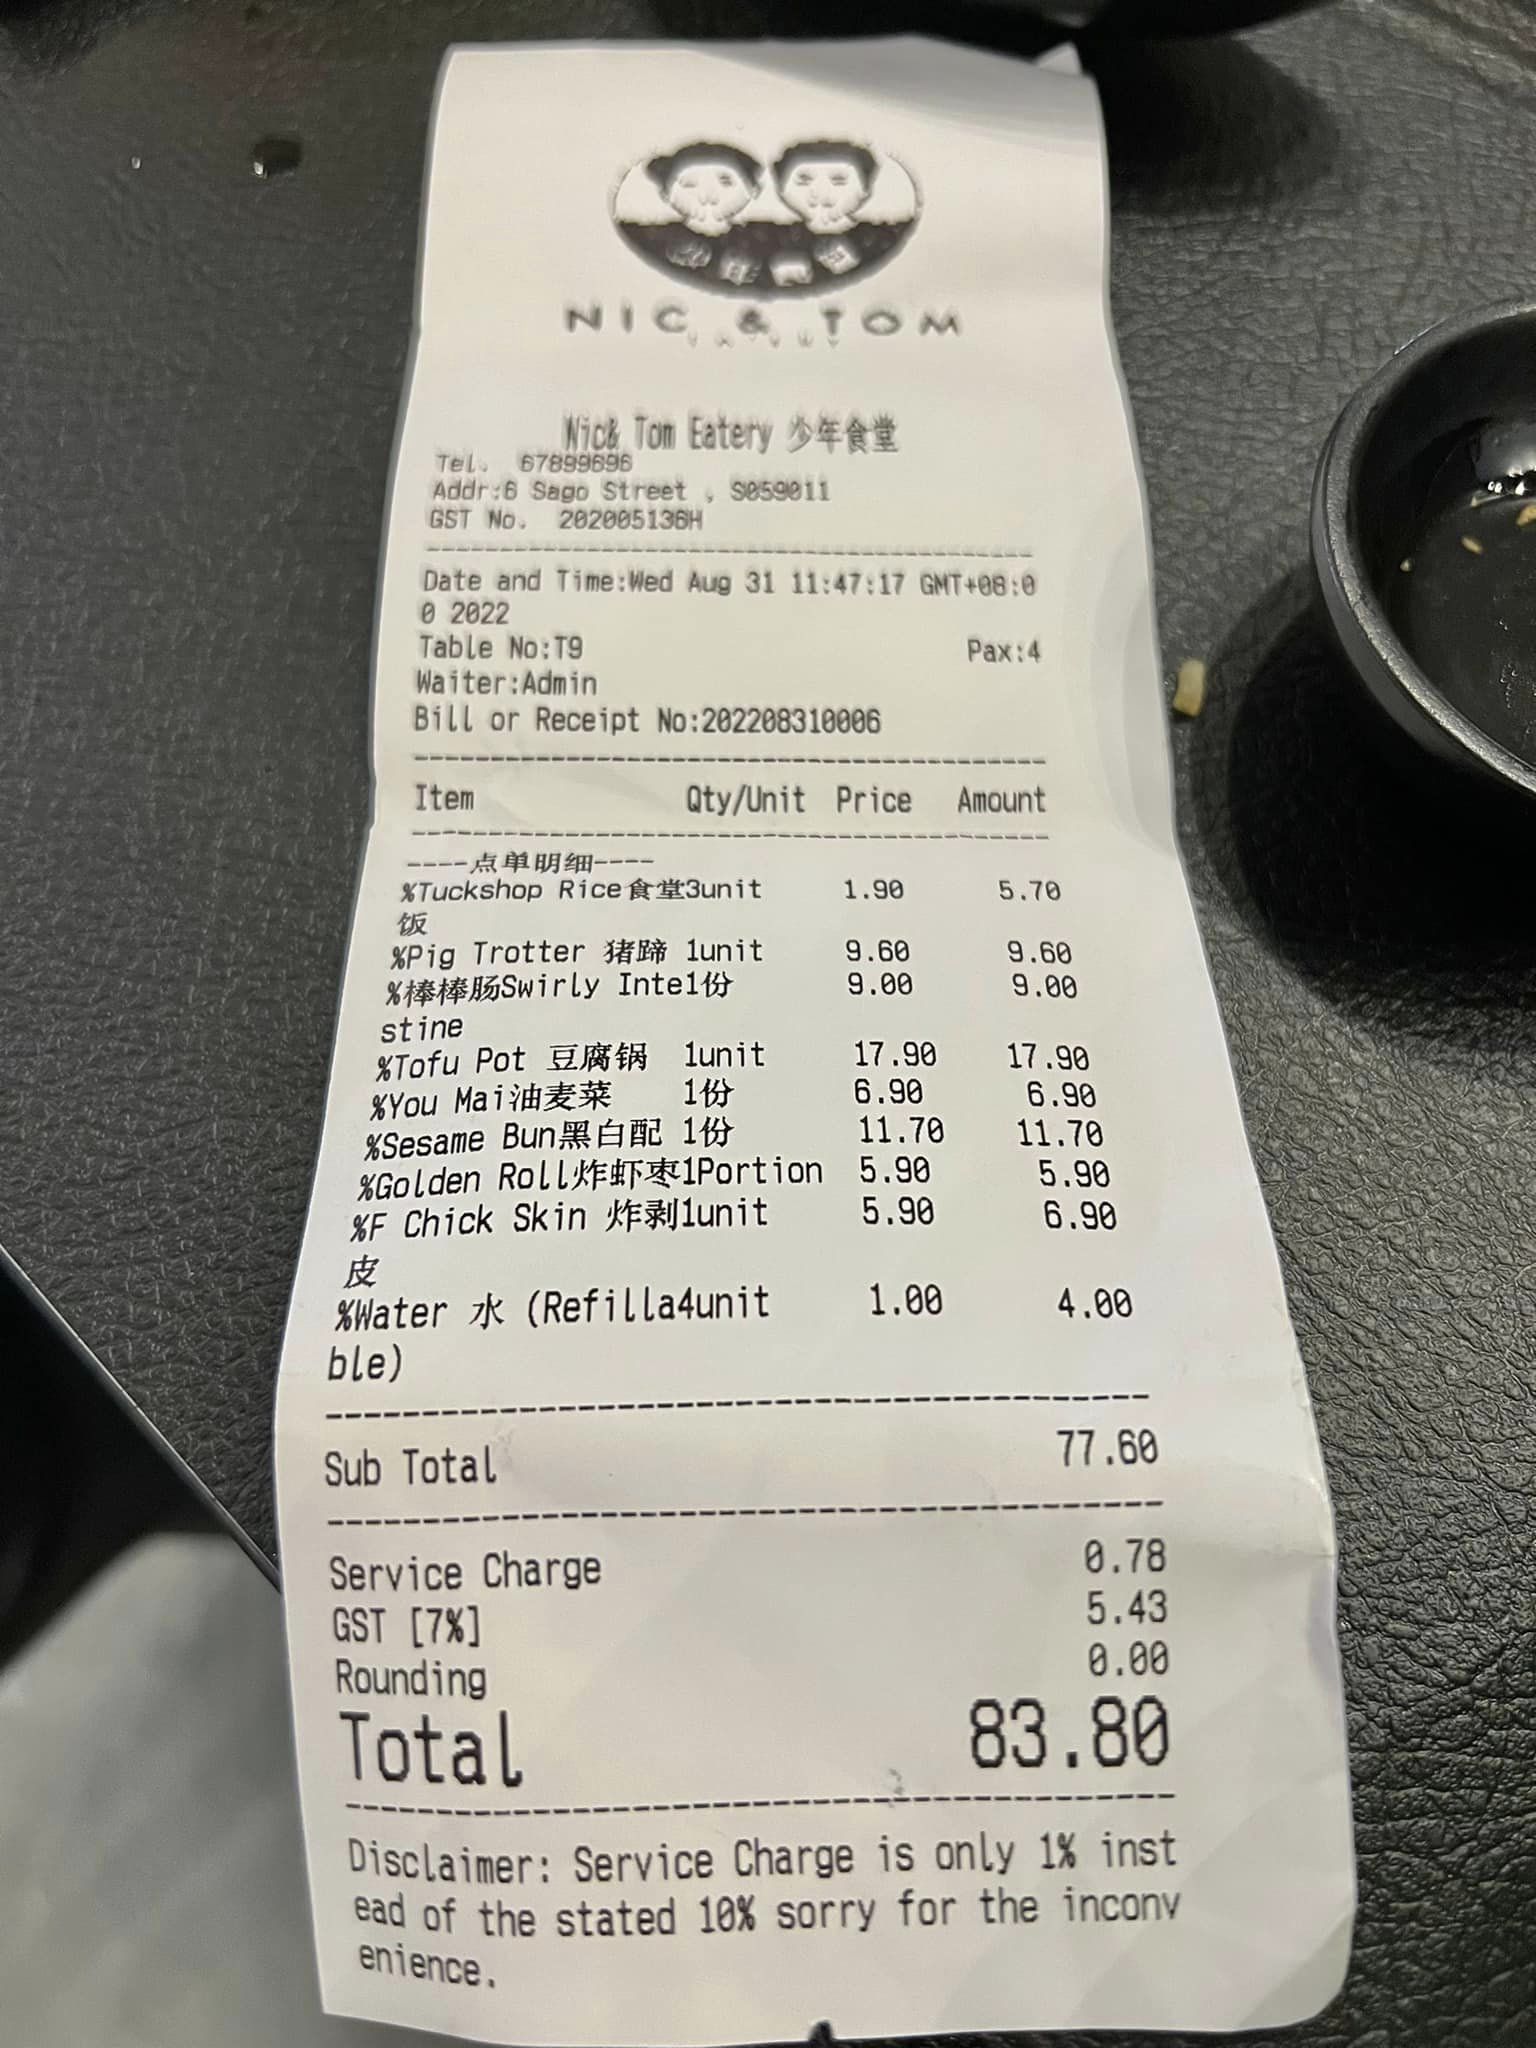 NIC & TOM
Nic& Tom Eatery 少年食堂
Tel. 67899696
Addr:6 Sago Street , S059011
GST No. 202005136H
Date and Time:Wed Aug 31 11:47:17 GMT+08:0
0 2022
Table No:T9 Pax:4
Waiter:Admin
Bill or Receipt No:202208310006
Item Qty/Unit Price Amount
----点单明细----
%Tuckshop Rice食堂3unit 1.90 5.70
饭
%Pig Trotter 猪蹄 1unit 9.60 9.60
%棒棒肠Swirly Inte1份 9.00 9.00
stine
%Tofu Pot 豆腐锅 1unit 17.90 17.90
%You Mai油麦菜 1份 6.90 6.90
%Sesame Bun黑白配 1份 11.70 11.70
%Golden Roll炸虾枣1Portion 5.90 5.90
%F Chick Skin 炸剥1unit 5.90 6.90
皮
%Water 水 (Refilla4unit 1.00 4.00
ble)
Sub Total 77.60
Service Charge 0.78
GST [7%] 5.43
Rounding 0.00
Total 83.80
Disclaimer: Service Charge is only 1% inst
ead of the stated 10% sorry for the inconv
enience.